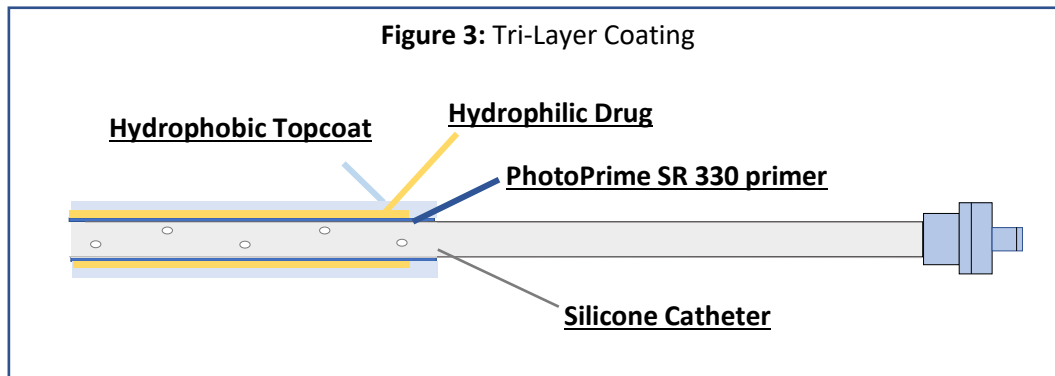 Figure 3: Tri-Layer Coating
Hydrophilic Drug
Hydrophobic Topcoat
PhotoPrime SR 330 primer
Silicone Catheter